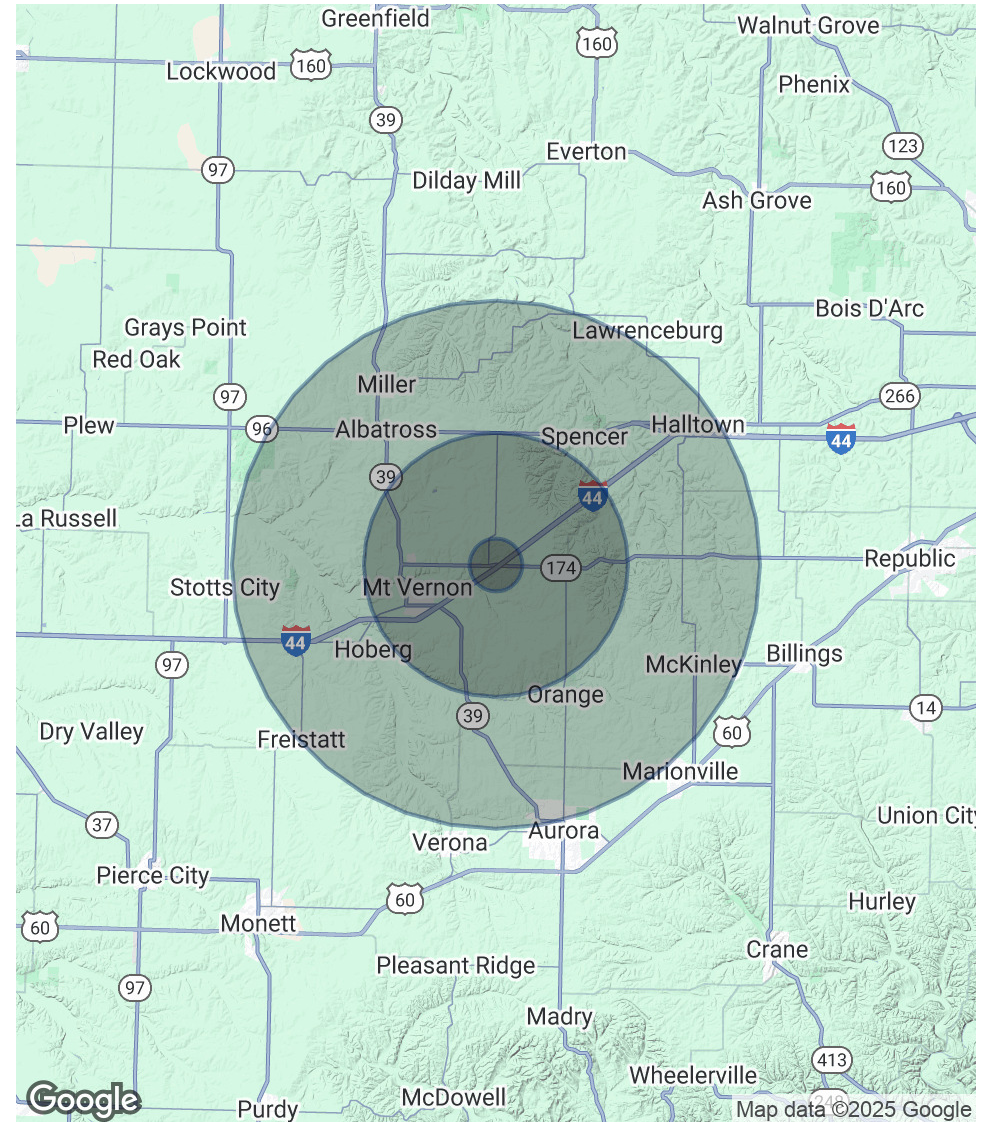 Greenfield
Walnut Grove
160
Lockwood
160
Phenix
39
123
Everton
97
Dilday Mill
160
Ash Grove
Bois D'Arc
Grays Point
Lawrenceburg
Red Oak
Miller
97
266
Plew
96
Albatross
Spencer
Halltown
44
39
44
La Russell
Republic
174
Stotts City
Mt Vernon
44
Hoberg
Billings
97
McKinley
Orange
14
39
Dry Valley
60
Freistatt
Marionville
37
Union City
Aurora
Verona
Pierce City
60
Hurley
60
Monett
Crane
Pleasant Ridge
97
Madry
413
Wheelerville
McDowell
248
Google
Purdy
Map data ©2025 Google